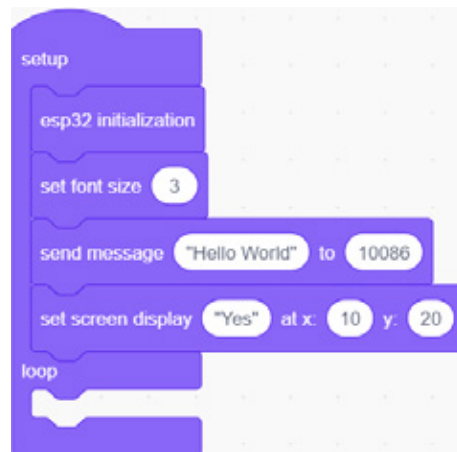 setup
esp32 initialization
set font size 3
send message "Hello World" to 10086
set screen display "Yes" at x: 10 y: 20
loop